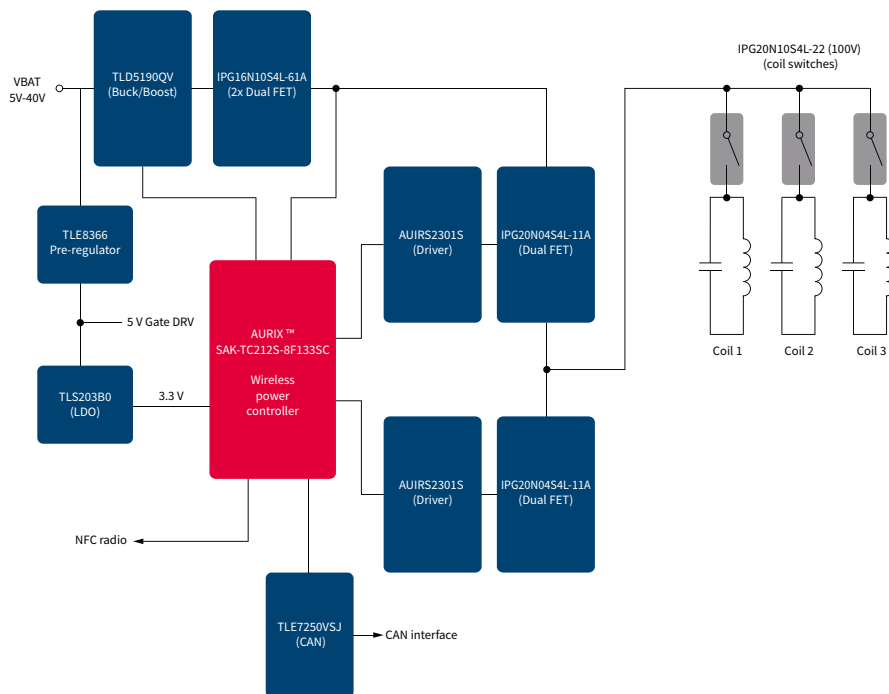 IPG20N10S4L-22 (100V)
(coil switches)
VBAT
5V-40V
TLD5190QV
(Buck/Boost)
IPG16N10S4L-61A
(2x Dual FET)
TLE8366
Pre-regulator
AUIRS2301S
(Driver)
IPG20N04S4L-11A
(Dual FET)
5 V Gate DRV
AURIX ™
SAK-TC212S-8F133SC
Wireless
power
controller
Coil 1
Coil 2
Coil 3
TLS203B0
(LDO)
3.3 V
AUIRS2301S
(Driver)
IPG20N04S4L-11A
(Dual FET)
NFC radio
TLE7250VSJ
(CAN)
CAN interface